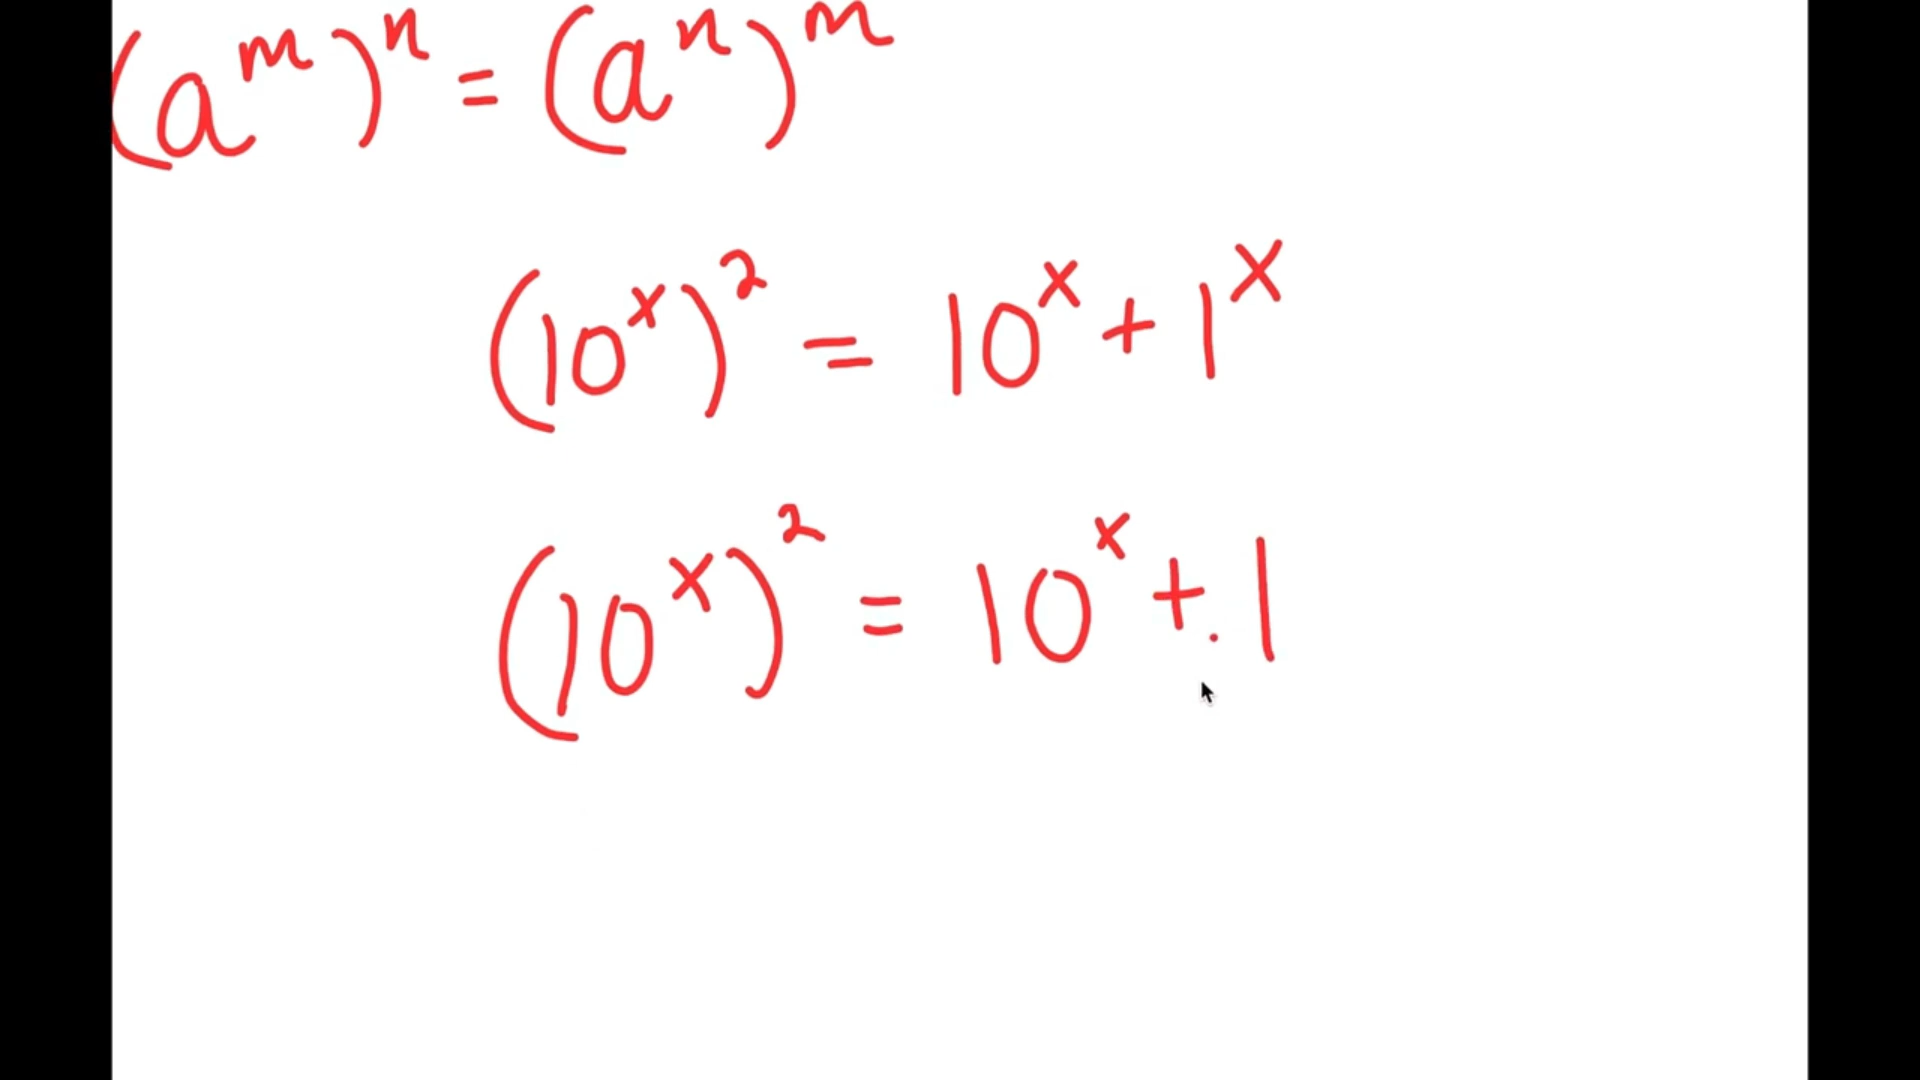 (a^m)^n = (a^n)^m
(10^x)^2 = 10^x + 1^x
(10^x)^2 = 10^x + . 1